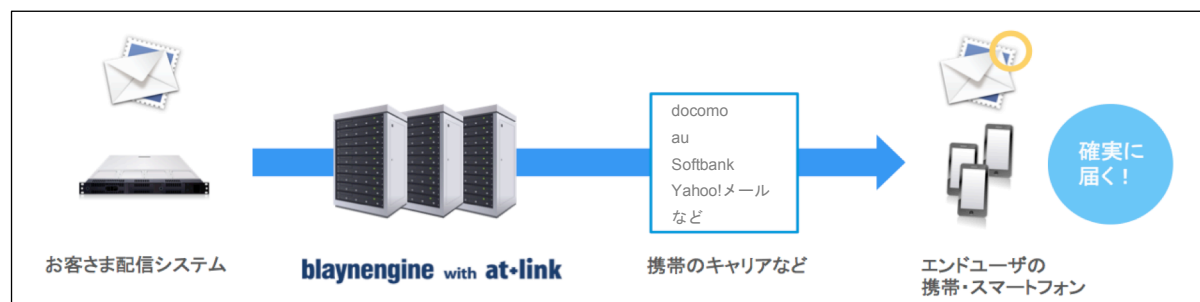 docomo
au
Softbank
Yahoo!メール
など
確実に
届く!
お客さま配信システム
blaynengine with at+link
携帯のキャリアなど
エンドユーザの
携帯・スマートフォン